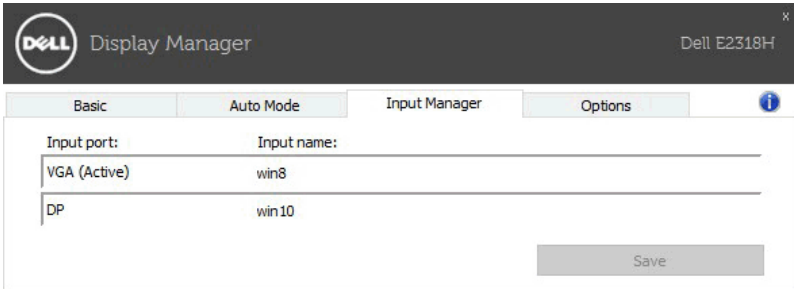 DELL Display Manager Dell E2318H x
Basic Auto Mode Input Manager Options i
Input port: Input name:
VGA (Active) win8
DP win10
Save